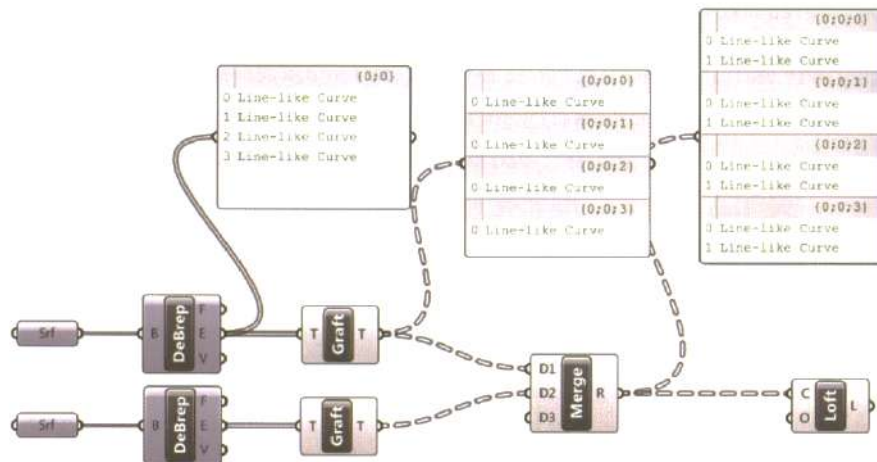 {0;0}
0 Line-like Curve
1 Line-like Curve
2 Line-like Curve
3 Line-like Curve
{0;0;0}
0 Line-like Curve
{0;0;1}
0 Line-like Curve
{0;0;2}
0 Line-like Curve
{0;0;3}
0 Line-like Curve
{0;0;0}
0 Line-like Curve
1 Line-like Curve
{0;0;1}
0 Line-like Curve
1 Line-like Curve
{0;0;2}
0 Line-like Curve
1 Line-like Curve
{0;0;3}
0 Line-like Curve
1 Line-like Curve
Srf
B DeBrep F E V
T Graft T
Srf
B DeBrep F E V
T Graft T
D1 D2 D3 Merge R
C O Loft L